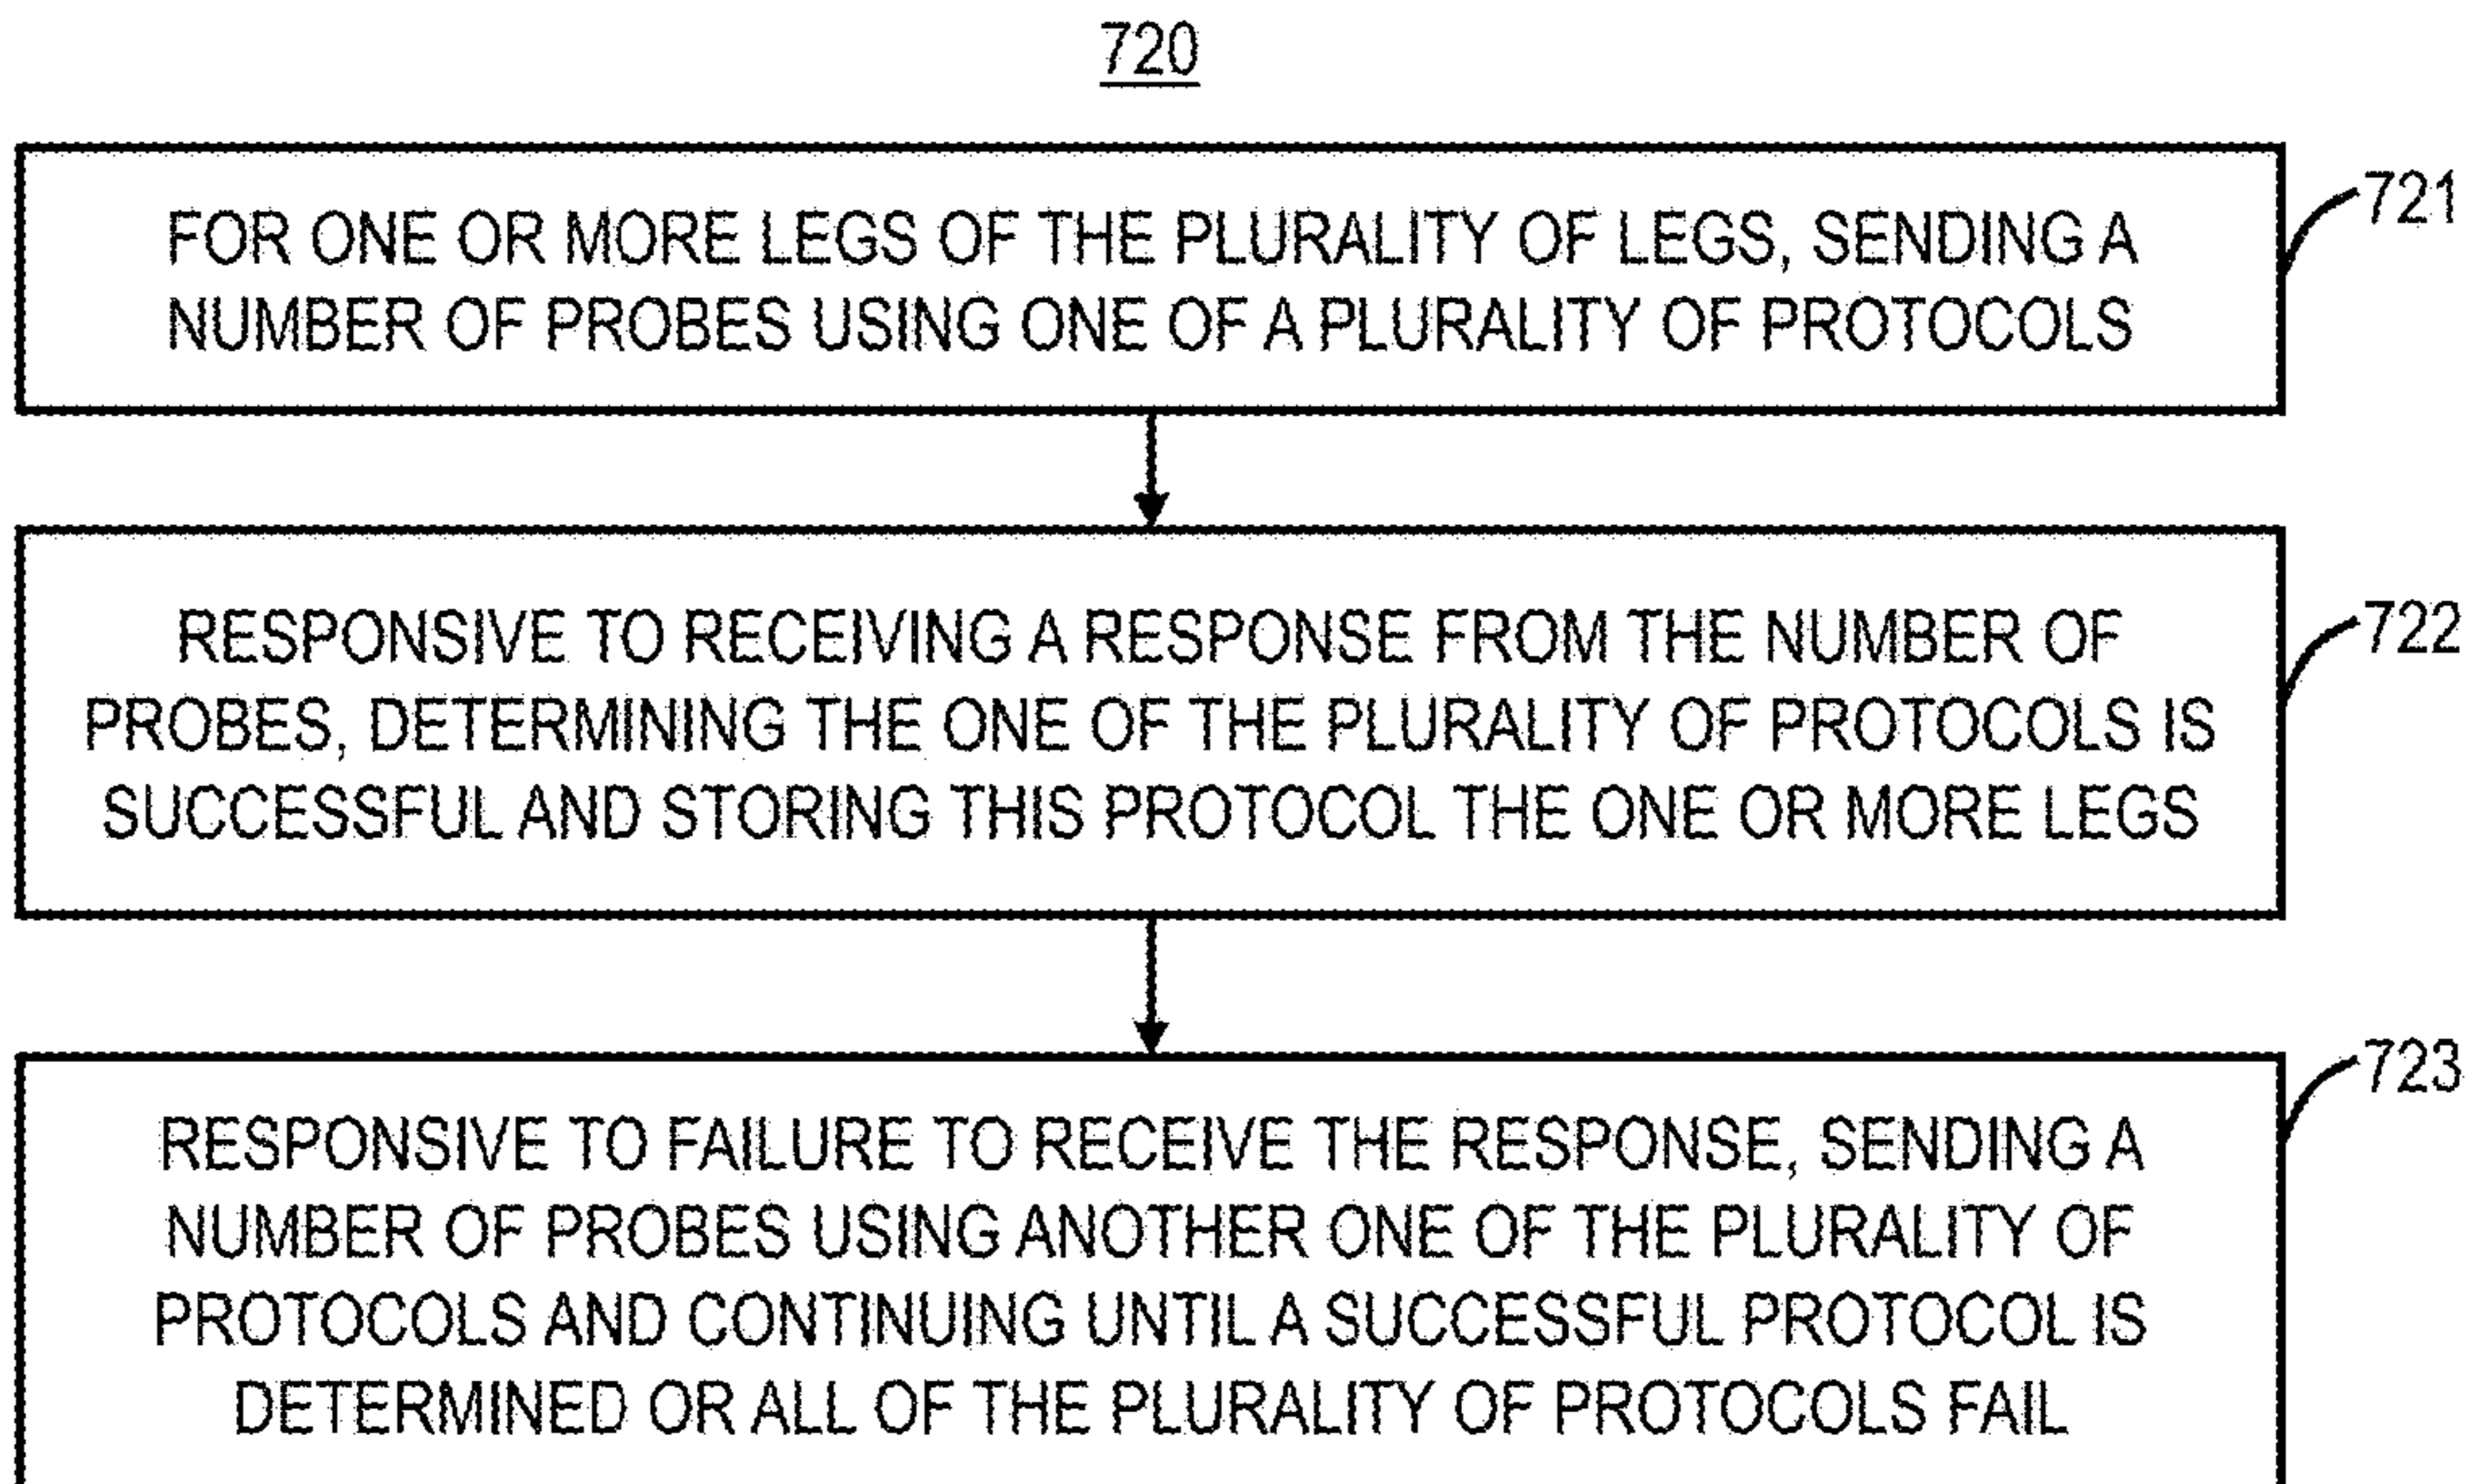 720
FOR ONE OR MORE LEGS OF THE PLURALITY OF LEGS, SENDING A
NUMBER OF PROBES USING ONE OF A PLURALITY OF PROTOCOLS
721
RESPONSIVE TO RECEIVING A RESPONSE FROM THE NUMBER OF
PROBES, DETERMINING THE ONE OF THE PLURALITY OF PROTOCOLS IS
SUCCESSFUL AND STORING THIS PROTOCOL THE ONE OR MORE LEGS
722
RESPONSIVE TO FAILURE TO RECEIVE THE RESPONSE, SENDING A
NUMBER OF PROBES USING ANOTHER ONE OF THE PLURALITY OF
PROTOCOLS AND CONTINUING UNTIL A SUCCESSFUL PROTOCOL IS
DETERMINED OR ALL OF THE PLURALITY OF PROTOCOLS FAIL
723